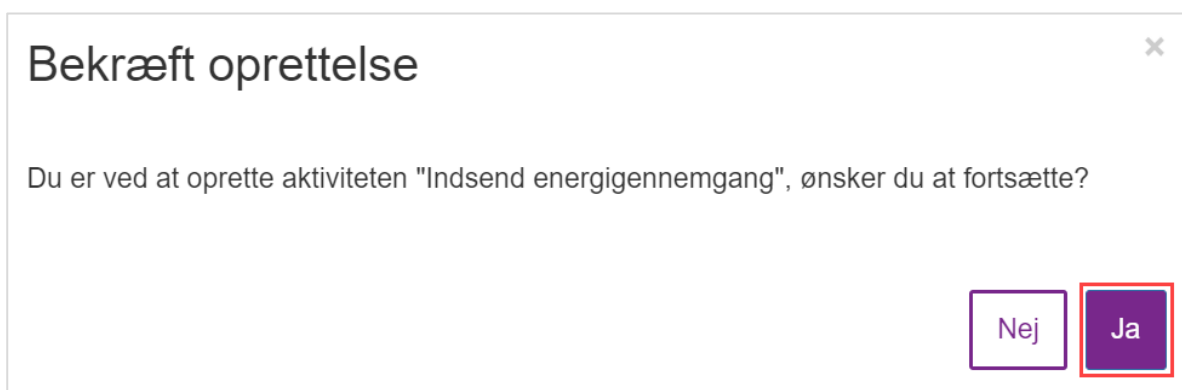 Bekræft oprettelse
×
Du er ved at oprette aktiviteten "Indsend energigennemgang", ønsker du at fortsætte?
Nej
Ja